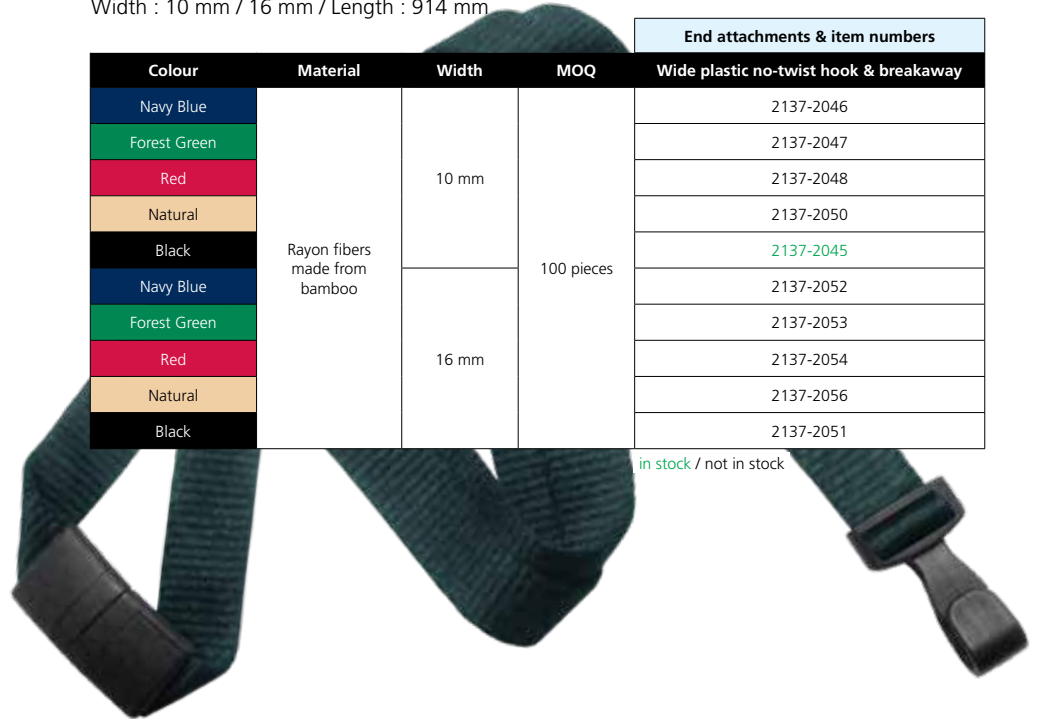 Width : 10 mm / 16 mm / Length : 914 mm
End attachments & item numbers
Colour Material Width MOQ Wide plastic no-twist hook & breakaway
Navy Blue 2137-2046
Forest Green 2137-2047
Red 10 mm 2137-2048
Natural 2137-2050
Black 2137-2045
Rayon fibers
made from
bamboo
100 pieces
Navy Blue 2137-2052
Forest Green 2137-2053
Red 16 mm 2137-2054
Natural 2137-2056
Black 2137-2051
in stock / not in stock